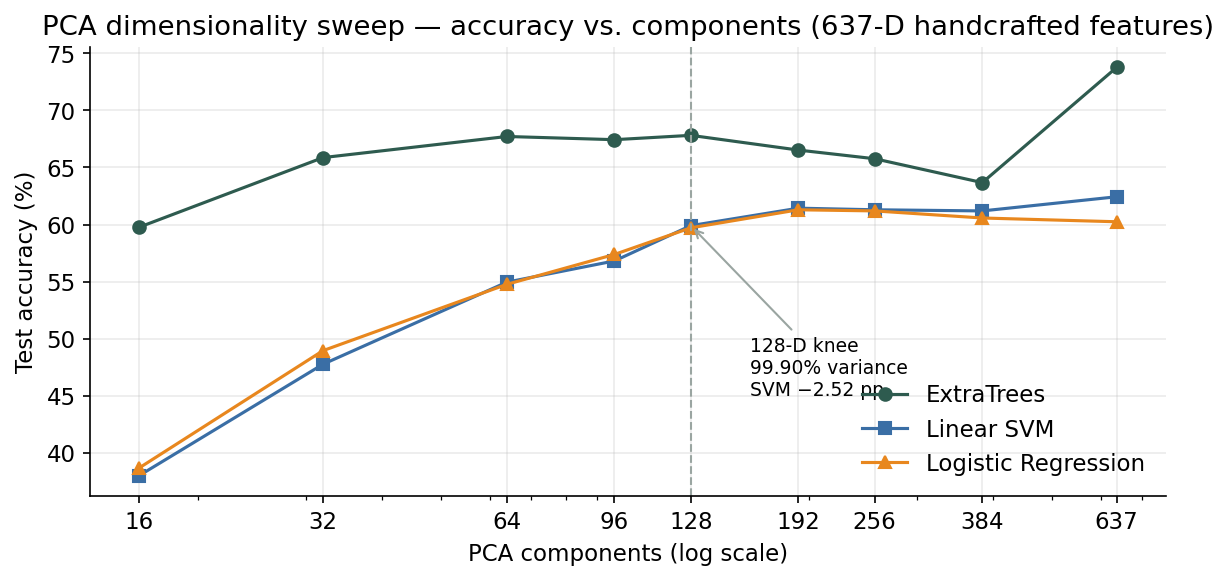 PCA dimensionality sweep — accuracy vs. components (637-D handcrafted features)
Test accuracy (%)
75
70
65
60
55
50
45
40
128-D knee
99.90% variance
SVM −2.52 pp
ExtraTrees
Linear SVM
Logistic Regression
16 32 64 96 128 192 256 384 637
PCA components (log scale)